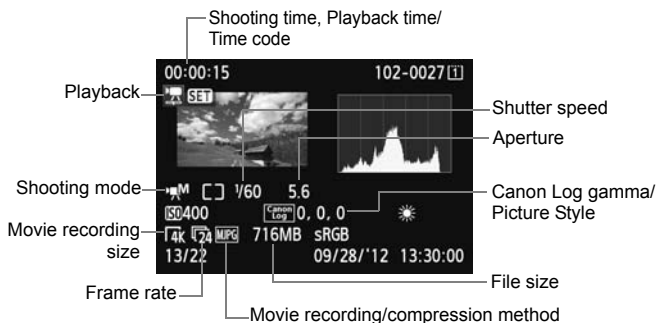 Shooting time, Playback time/
Time code
00:00:15 102-0027 1
Playback
SET
Shutter speed
Aperture
Shooting mode
M 1/60 5.6
Canon Log gamma/
Picture Style
ISO 400 Canon Log 0, 0, 0
Movie recording
size
4K 24 MJPG 716MB sRGB
13/22 09/28/'12 13:30:00
File size
Frame rate
Movie recording/compression method